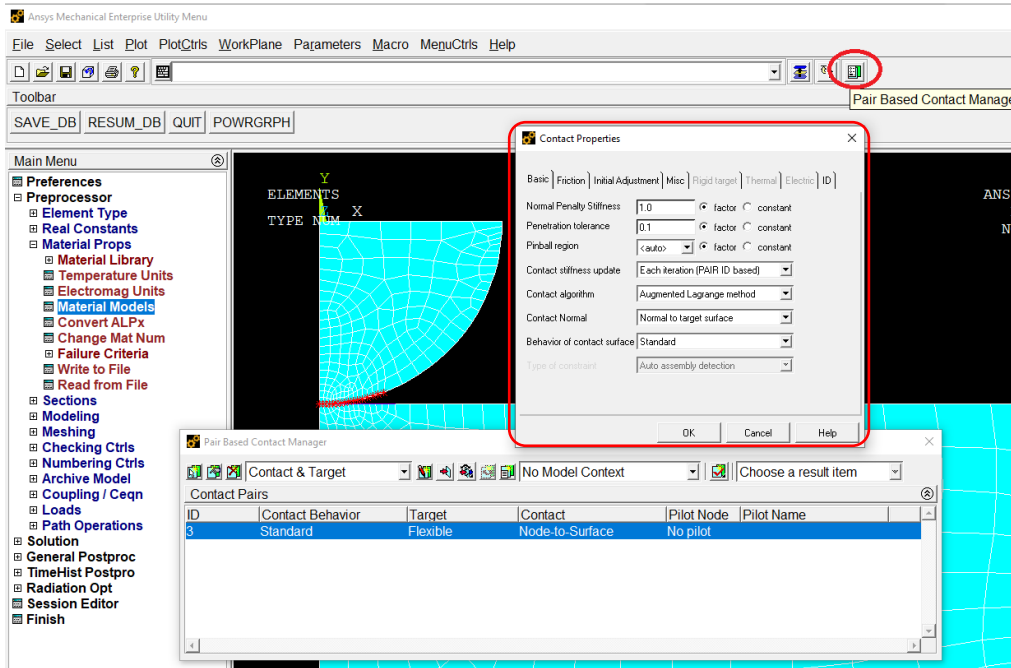 Ansys Mechanical Enterprise Utility Menu
File Select List Plot PlotCtrls WorkPlane Parameters Macro MenuCtrls Help
Toolbar
Pair Based Contact Manage
SAVE_DB RESUM_DB QUIT POWRGRPH
Main Menu
Preferences
Preprocessor
Element Type
Real Constants
Material Props
Material Library
Temperature Units
Electromag Units
Material Models
Convert ALPx
Change Mat Num
Failure Criteria
Write to File
Read from File
Sections
Modeling
Meshing
Checking Ctrls
Numbering Ctrls
Archive Model
Coupling / Ceqn
Loads
Path Operations
Solution
General Postproc
TimeHist Postpro
Radiation Opt
Session Editor
Finish
Y
ELEMENTS
X
TYPE NUM
ANS
N
Contact Properties
Basic Friction Initial Adjustment Misc Rigid target Thermal Electric ID
Normal Penalty Stiffness 1.0 factor constant
Penetration tolerance 0.1 factor constant
Pinball region <auto> factor constant
Contact stiffness update Each iteration (PAIR ID based)
Contact algorithm Augmented Lagrange method
Contact Normal Normal to target surface
Behavior of contact surface Standard
Type of constraint Auto assembly detection
OK Cancel Help
Pair Based Contact Manager
Contact & Target No Model Context Choose a result item
Contact Pairs
ID Contact Behavior Target Contact Pilot Node Pilot Name
3 Standard Flexible Node-to-Surface No pilot